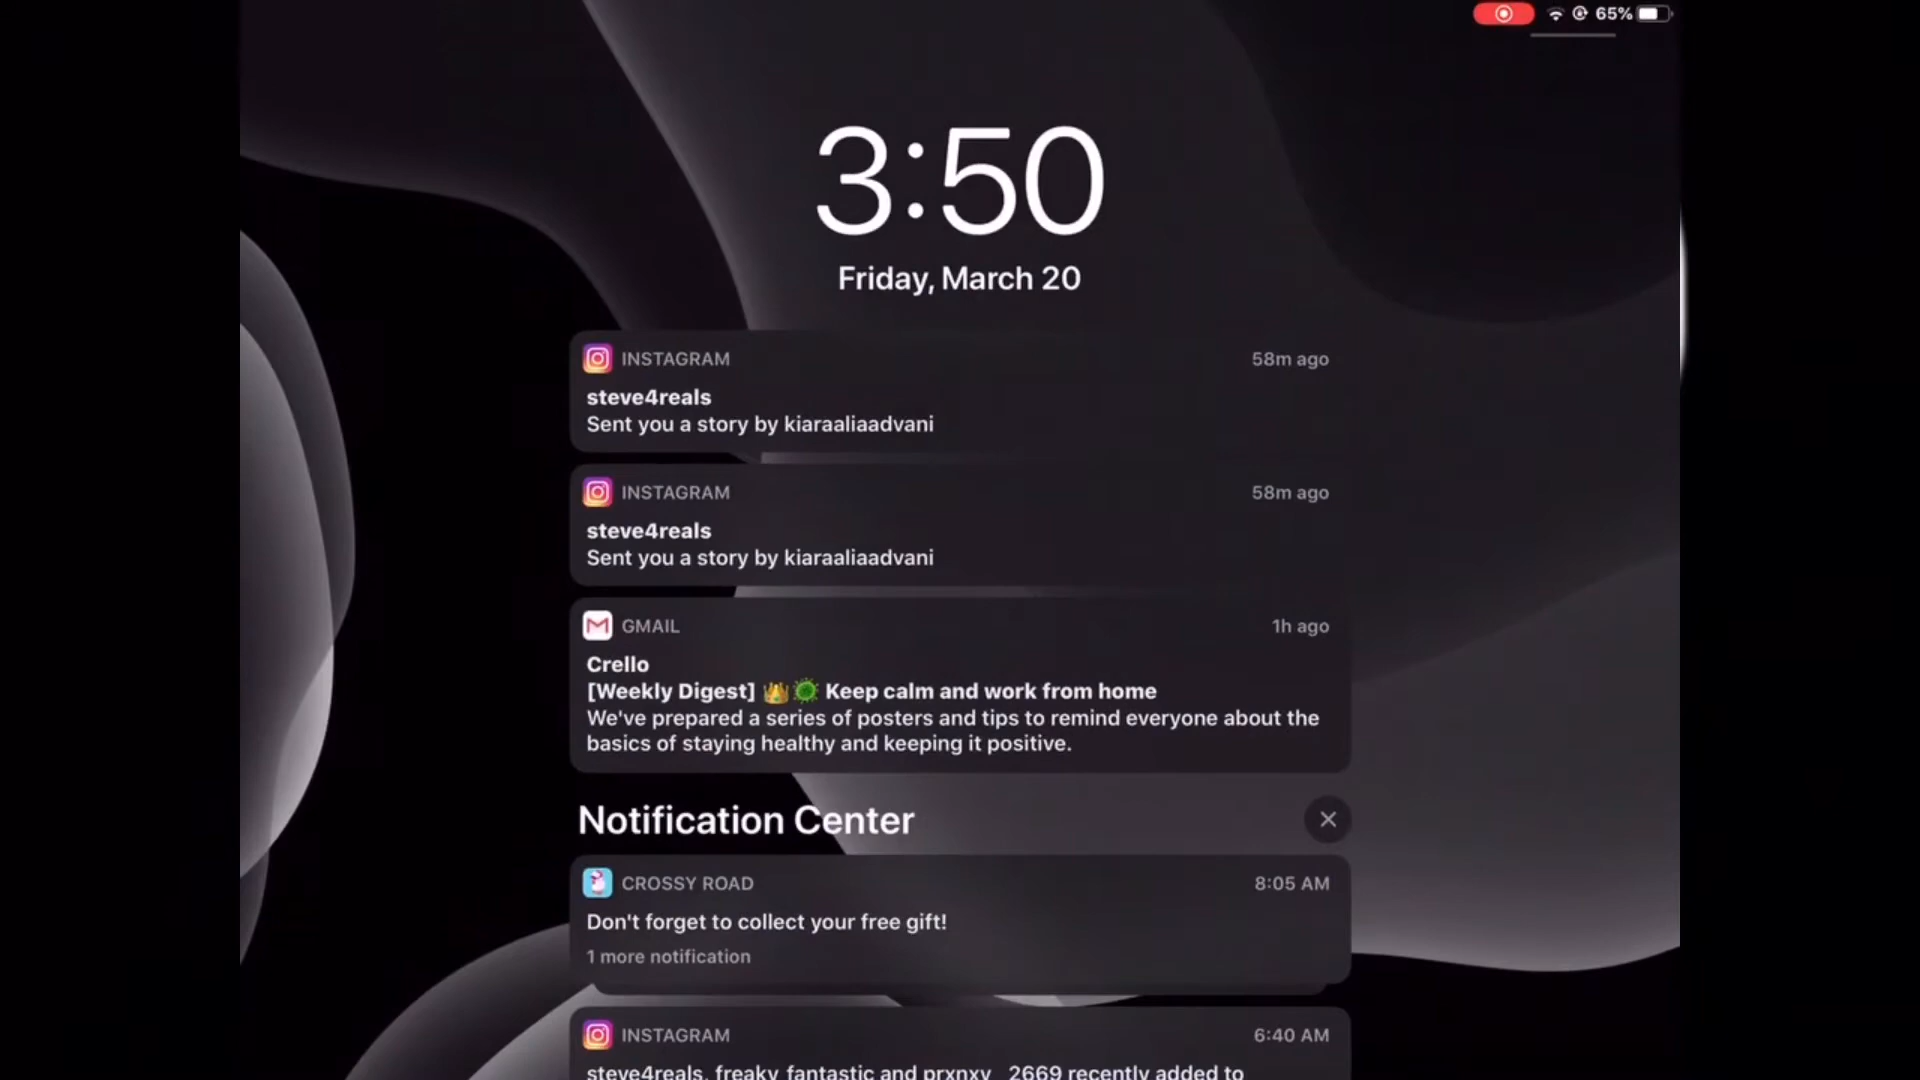 65%
3:50
Friday, March 20
INSTAGRAM 58m ago
steve4reals
Sent you a story by kiaraaliaadvani
INSTAGRAM 58m ago
steve4reals
Sent you a story by kiaraaliaadvani
GMAIL 1h ago
Crello
[Weekly Digest] 👑🦠 Keep calm and work from home
We've prepared a series of posters and tips to remind everyone about the
basics of staying healthy and keeping it positive.
Notification Center
CROSSY ROAD 8:05 AM
Don't forget to collect your free gift!
1 more notification
INSTAGRAM 6:40 AM
steve4reals, freaky_fantastic and prxnxy__2669 recently added to